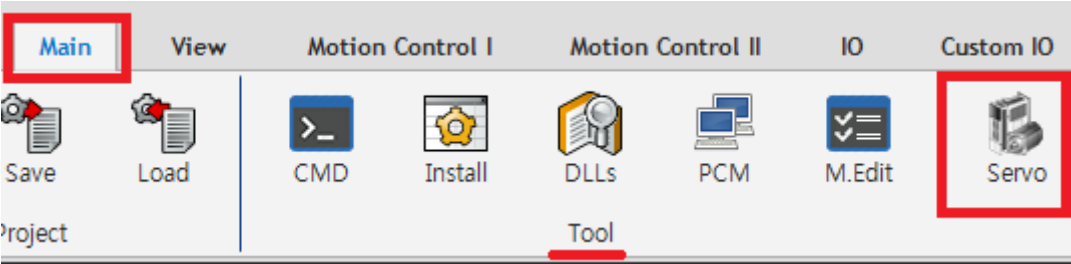 Main View Motion Control I Motion Control II IO Custom IO
Save Load CMD Install DLLs PCM M.Edit Servo
Project Tool